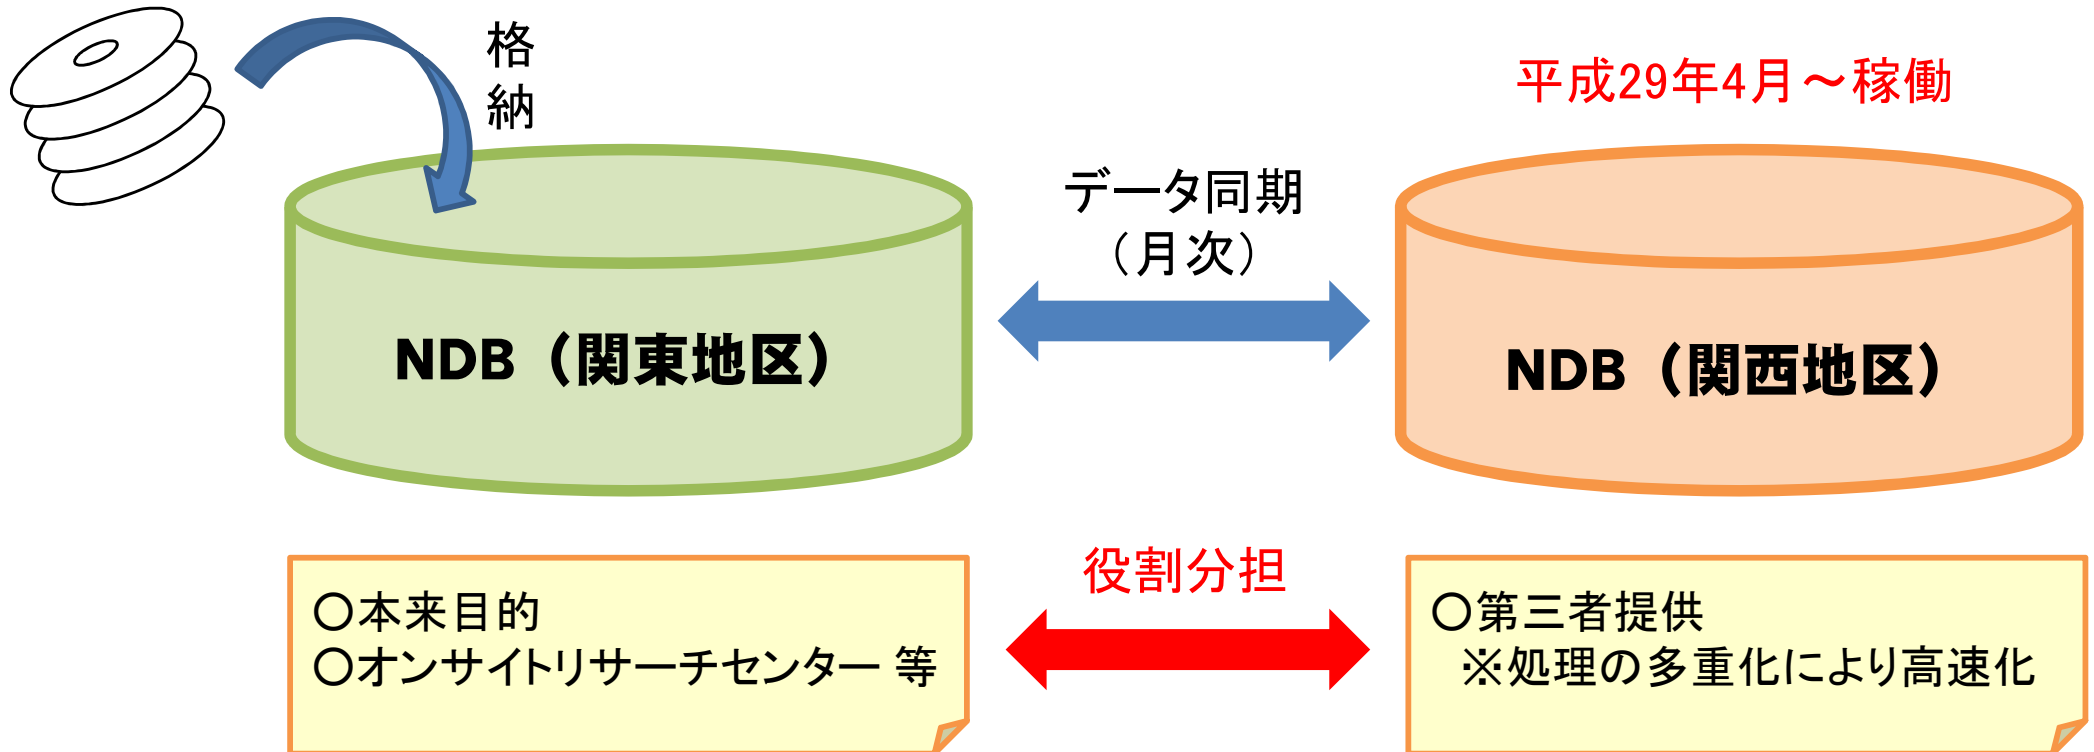 格納
平成29年4月～稼働
データ同期
（月次）
NDB（関東地区）
NDB（関西地区）
役割分担
○本来目的
○オンサイトリサーチセンター 等
○第三者提供
※処理の多重化により高速化